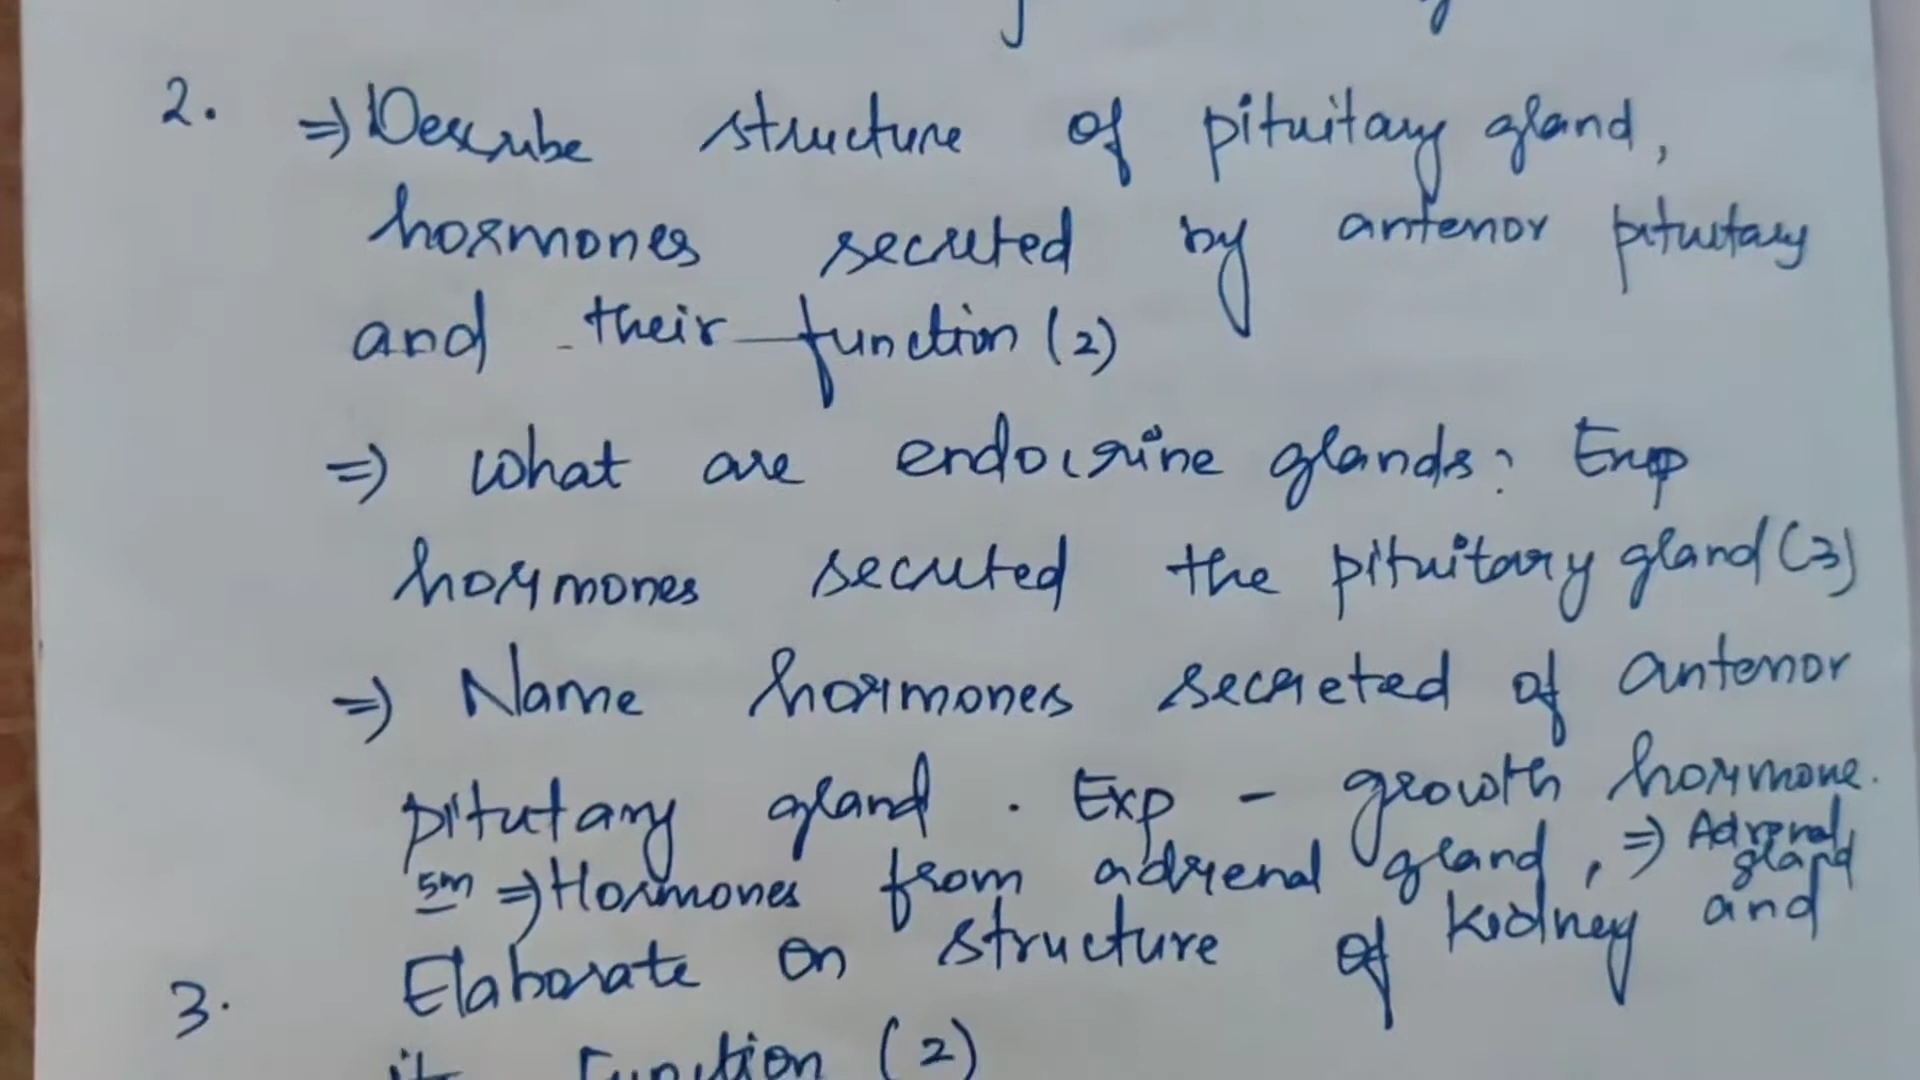 2. ⇒ Describe structure of pituitary gland,
hormones secreted by anterior pituitary
and their function (2)
⇒ What are endocrine glands? Exp
hormones secreted the pituitary gland (3)
⇒ Name hormones secreted of anterior
pitutary gland. Exp - growth hormone.
5m ⇒ Hormones from adrenal gland, ⇒ Adrenal gland
3. Elaborate on structure of kidney and
its function (2)